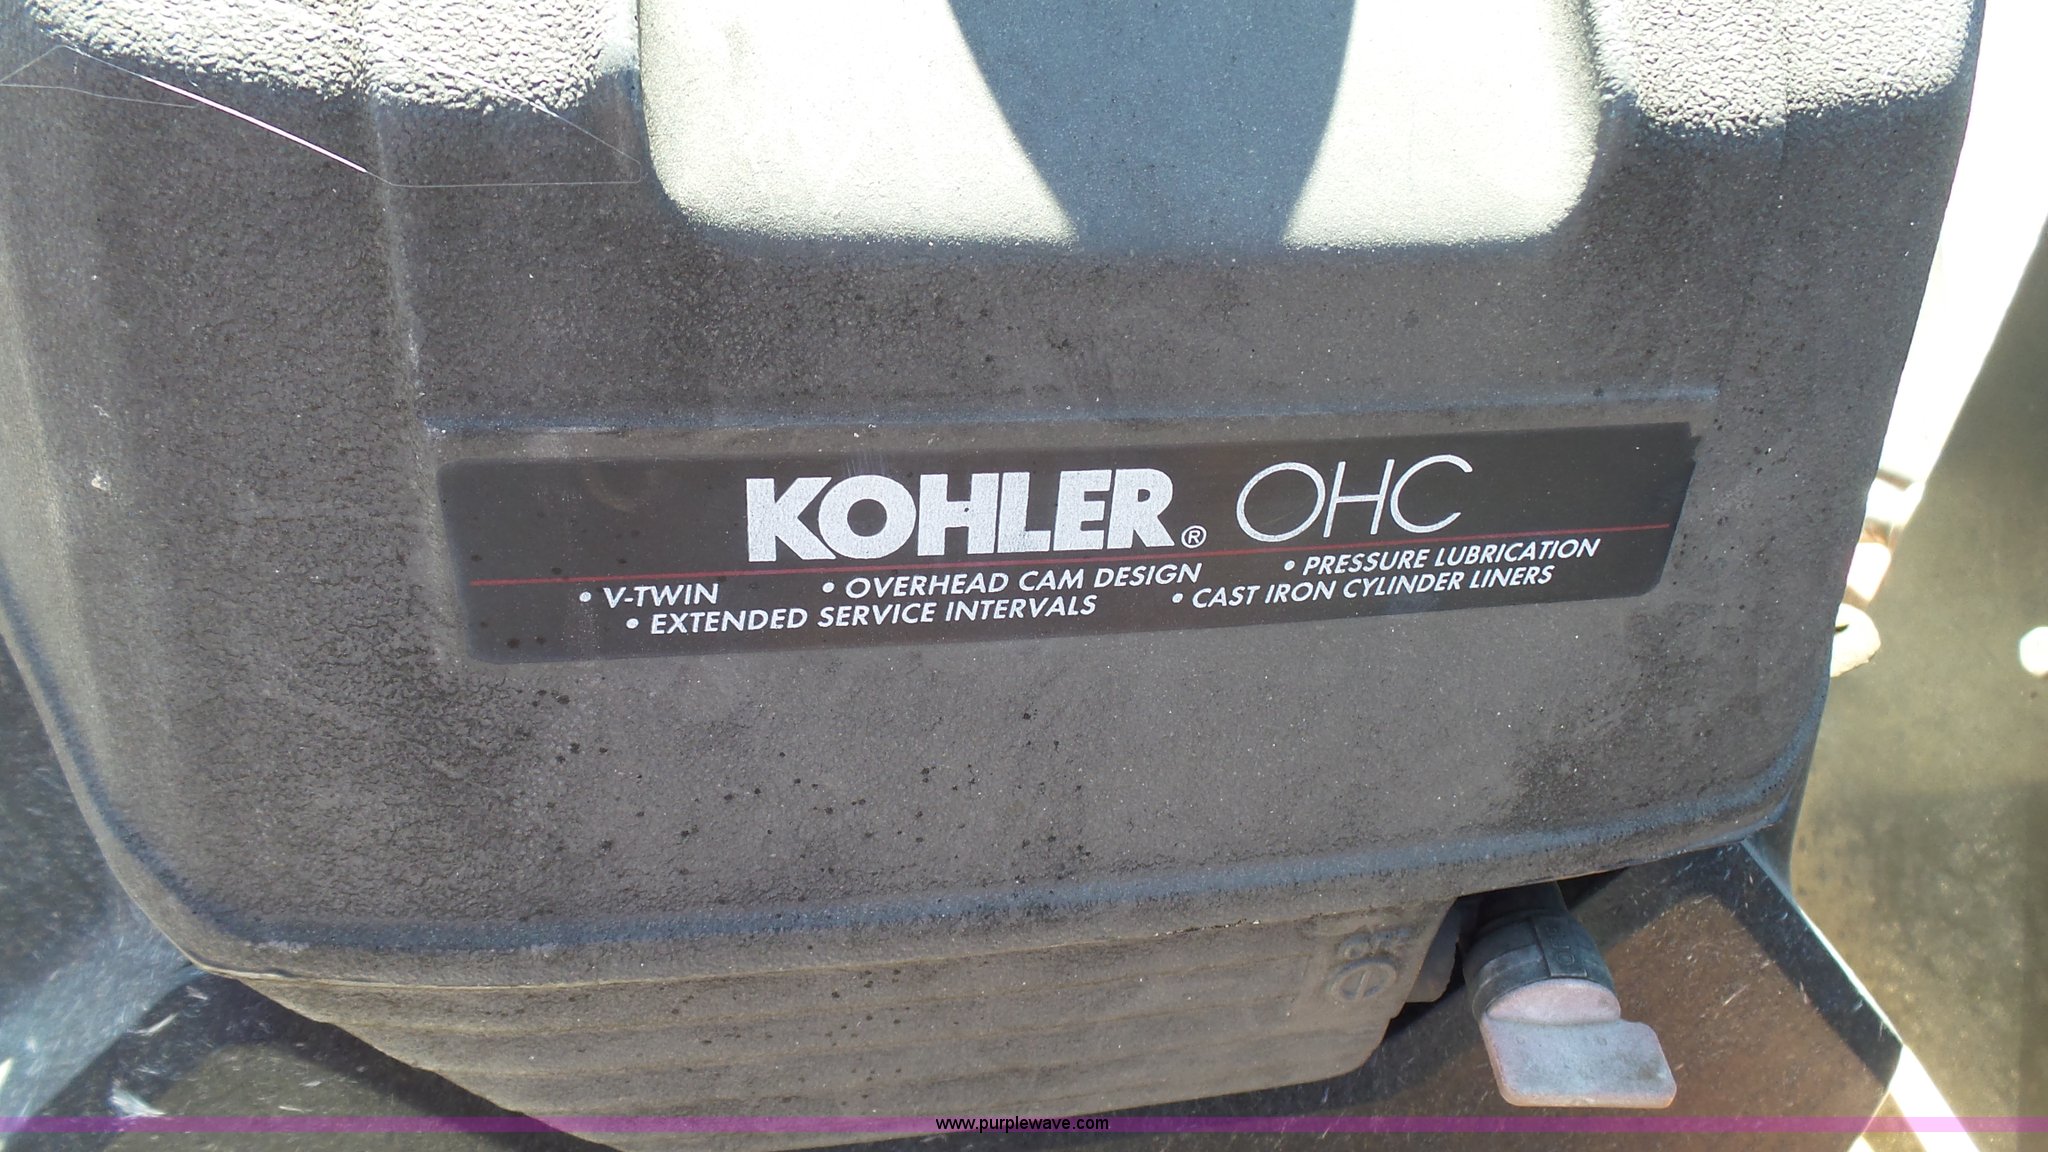 KOHLER® OHC
• V-TWIN • OVERHEAD CAM DESIGN • PRESSURE LUBRICATION
• EXTENDED SERVICE INTERVALS • CAST IRON CYLINDER LINERS
www.purplewave.com